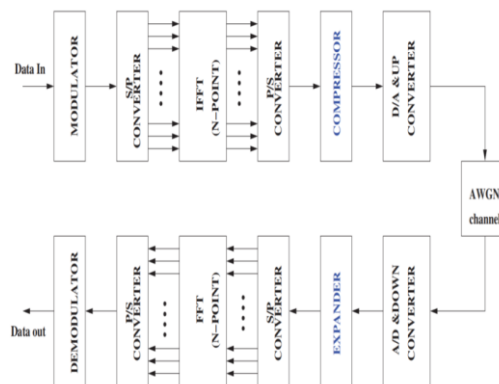 Data In
MODULATOR
S/P
CONVERTER
IFFT
(N-POINT)
P/S
CONVERTER
COMPRESSOR
D/A &UP
CONVERTER
AWGN
channel
A/D &DOWN
CONVERTER
EXPANDER
S/P
CONVERTER
FFT
(N-POINT)
P/S
CONVERTER
DEMODULATOR
Data out